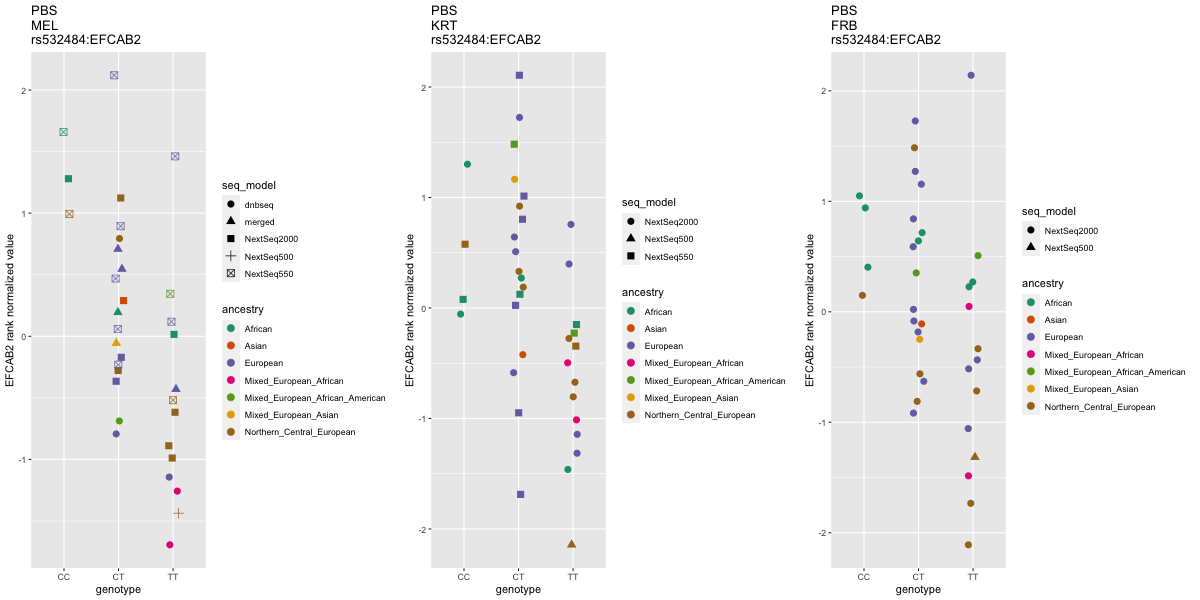 PBS
MEL
rs532484:EFCAB2
EFCAB2 rank normalized value
2
1
0
-1
CC
CT
TT
genotype
seq_model
dnbseq
merged
NextSeq2000
NextSeq500
NextSeq550
ancestry
African
Asian
European
Mixed_European_African
Mixed_European_African_American
Mixed_European_Asian
Northern_Central_European
PBS
KRT
rs532484:EFCAB2
EFCAB2 rank normalized value
2
1
0
-1
-2
CC
CT
TT
genotype
seq_model
NextSeq2000
NextSeq500
NextSeq550
ancestry
African
Asian
European
Mixed_European_African
Mixed_European_African_American
Mixed_European_Asian
Northern_Central_European
PBS
FRB
rs532484:EFCAB2
EFCAB2 rank normalized value
2
1
0
-1
-2
CC
CT
TT
genotype
seq_model
NextSeq2000
NextSeq500
ancestry
African
Asian
European
Mixed_European_African
Mixed_European_African_American
Mixed_European_Asian
Northern_Central_European